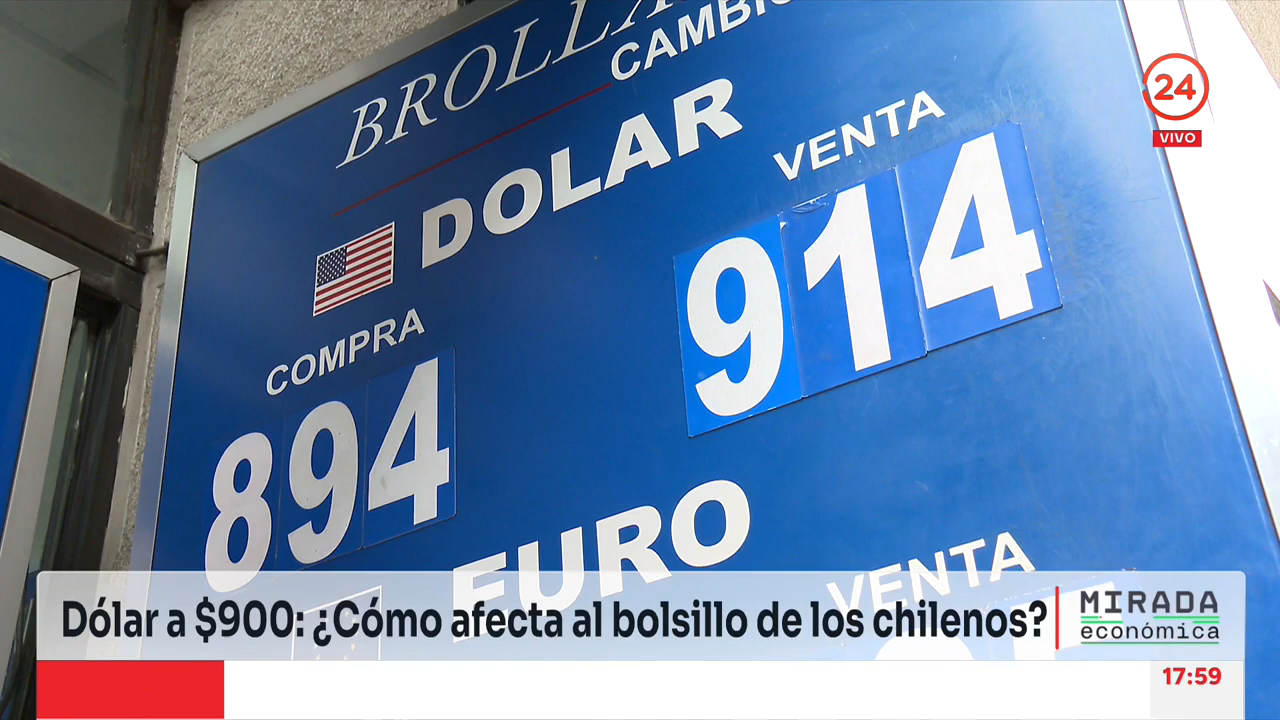 CAMBIO
DOLAR
VENTA
914
COMPRA
894
EURO
VENTA
24
VIVO
Dólar a $900: ¿Cómo afecta al bolsillo de los chilenos?
MIRADA
económica
17:59